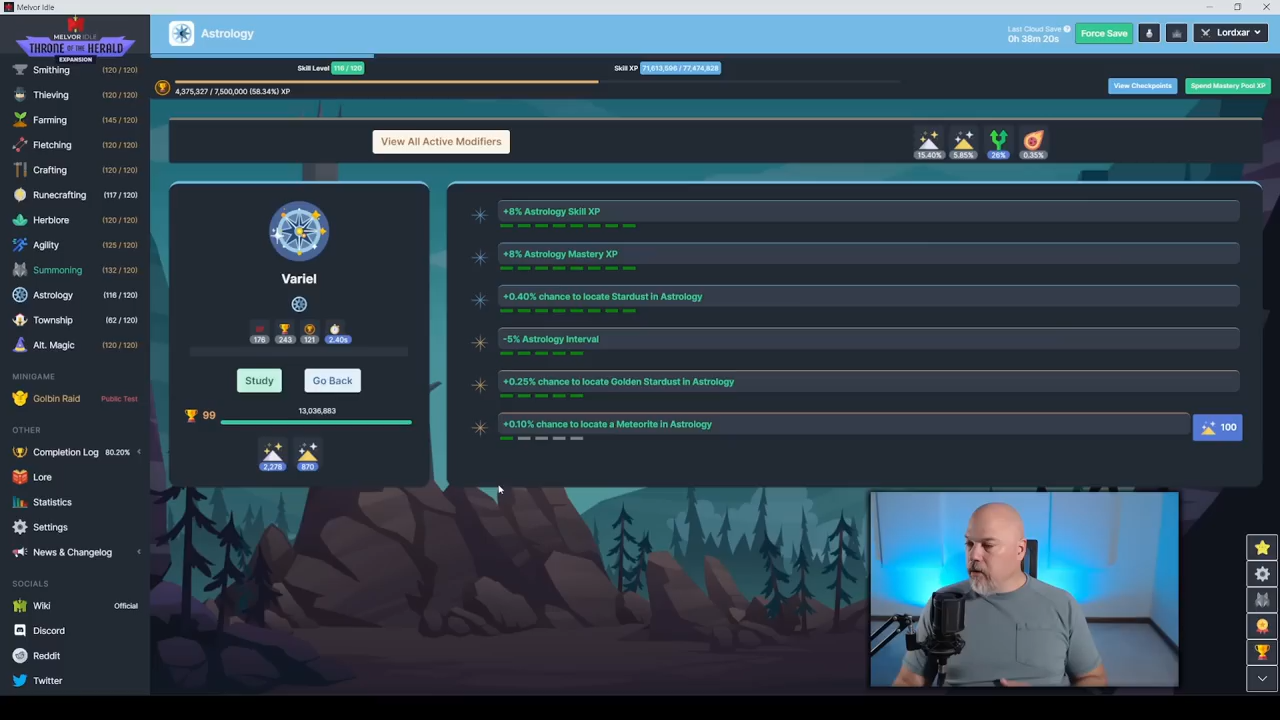 Melvor Idle
MELVOR IDLE
THRONE OF THE HERALD
EXPANSION
Astrology
Last Cloud Save
0h 38m 20s
Force Save
Lordxar
Smithing (120 / 120)
Thieving (120 / 120)
Farming (145 / 120)
Fletching (120 / 120)
Crafting (120 / 120)
Runecrafting (117 / 120)
Herblore (120 / 120)
Agility (125 / 120)
Summoning (132 / 120)
Astrology (116 / 120)
Township (62 / 120)
Alt. Magic (120 / 120)
MINIGAME
Golbin Raid Public Test
OTHER
Completion Log 80.20%
Lore
Statistics
Settings
News & Changelog
SOCIALS
Wiki Official
Discord
Reddit
Twitter
Skill Level 116 / 120
Skill XP 71,613,596 / 77,474,828
4,375,327 / 7,500,000 (58.34%) XP
View Checkpoints
Spend Mastery Pool XP
View All Active Modifiers
15.40% 5.85% 26% 0.35%
Variel
XP
176 243 121 2.40s
Study
Go Back
99
13,036,883
2,278 870
+8% Astrology Skill XP
+8% Astrology Mastery XP
+0.40% chance to locate Stardust in Astrology
-5% Astrology Interval
+0.25% chance to locate Golden Stardust in Astrology
+0.10% chance to locate a Meteorite in Astrology
100